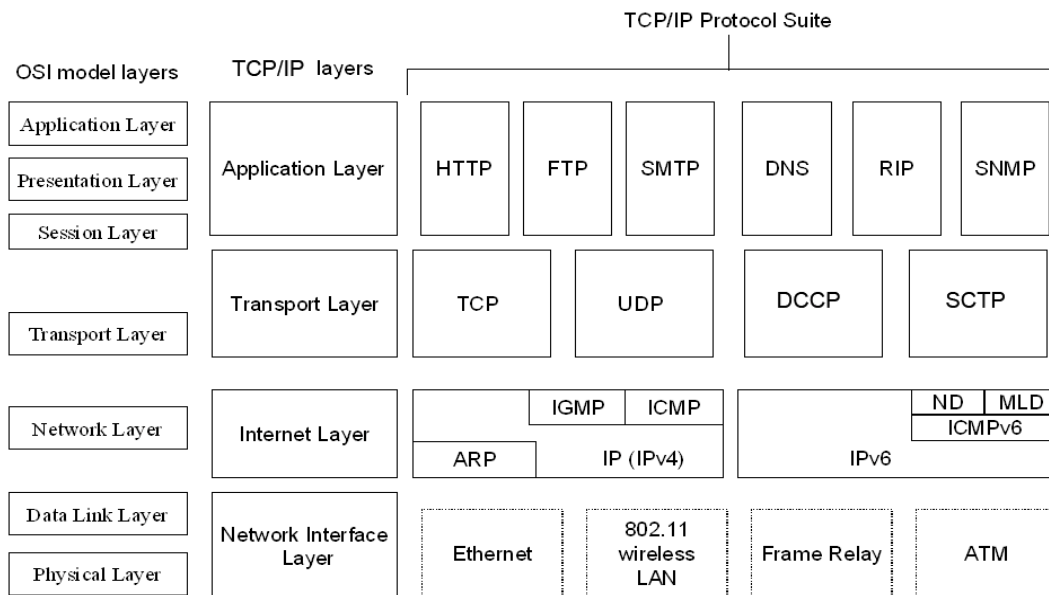 TCP/IP Protocol Suite
OSI model layers
TCP/IP layers
Application Layer
Presentation Layer
Session Layer
Application Layer
HTTP
FTP
SMTP
DNS
RIP
SNMP
Transport Layer
Transport Layer
TCP
UDP
DCCP
SCTP
Network Layer
Internet Layer
IGMP
ICMP
ARP
IP (IPv4)
ND
MLD
ICMPv6
IPv6
Data Link Layer
Physical Layer
Network Interface
Layer
Ethernet
802.11
wireless
LAN
Frame Relay
ATM